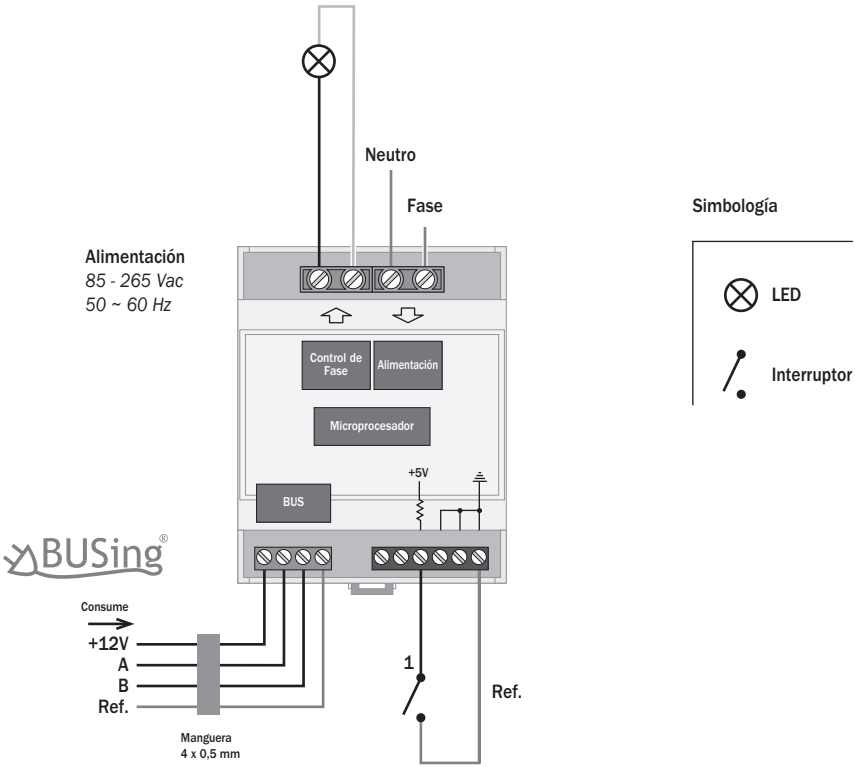 Neutro
Fase
Simbología
Alimentación
85 - 265 Vac
50 ~ 60 Hz
LED
Control de
Fase
Alimentación
Interruptor
Microprocesador
+5V
BUS
BUSing®
Consume
+12V
A
B
Ref.
1
Ref.
Manguera
4 x 0,5 mm